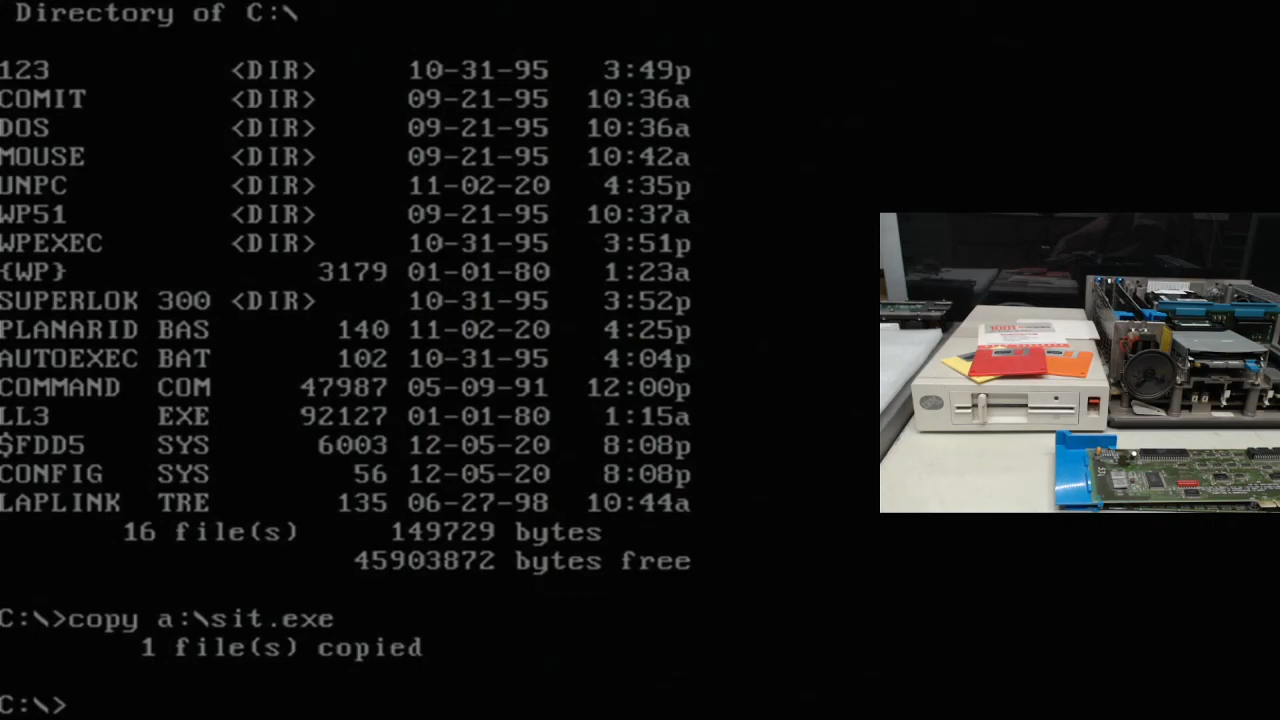 Directory of C:\
123 <DIR> 10-31-95 3:49p
COMIT <DIR> 09-21-95 10:36a
DOS <DIR> 09-21-95 10:36a
MOUSE <DIR> 09-21-95 10:42a
UNPC <DIR> 11-02-20 4:35p
WP51 <DIR> 09-21-95 10:37a
WPEXEC <DIR> 10-31-95 3:51p
{WP} 3179 01-01-80 1:23a
SUPERLOK 300 <DIR> 10-31-95 3:52p
PLANARID BAS 140 11-02-20 4:25p
AUTOEXEC BAT 102 10-31-95 4:04p
COMMAND COM 47987 05-09-91 12:00p
LL3 EXE 92127 01-01-80 1:15a
$FDD5 SYS 6003 12-05-20 8:08p
CONFIG SYS 56 12-05-20 8:08p
LAPLINK TRE 135 06-27-98 10:44a
16 file(s) 149729 bytes
45903872 bytes free
C:\>copy a:\sit.exe
1 file(s) copied
C:\>